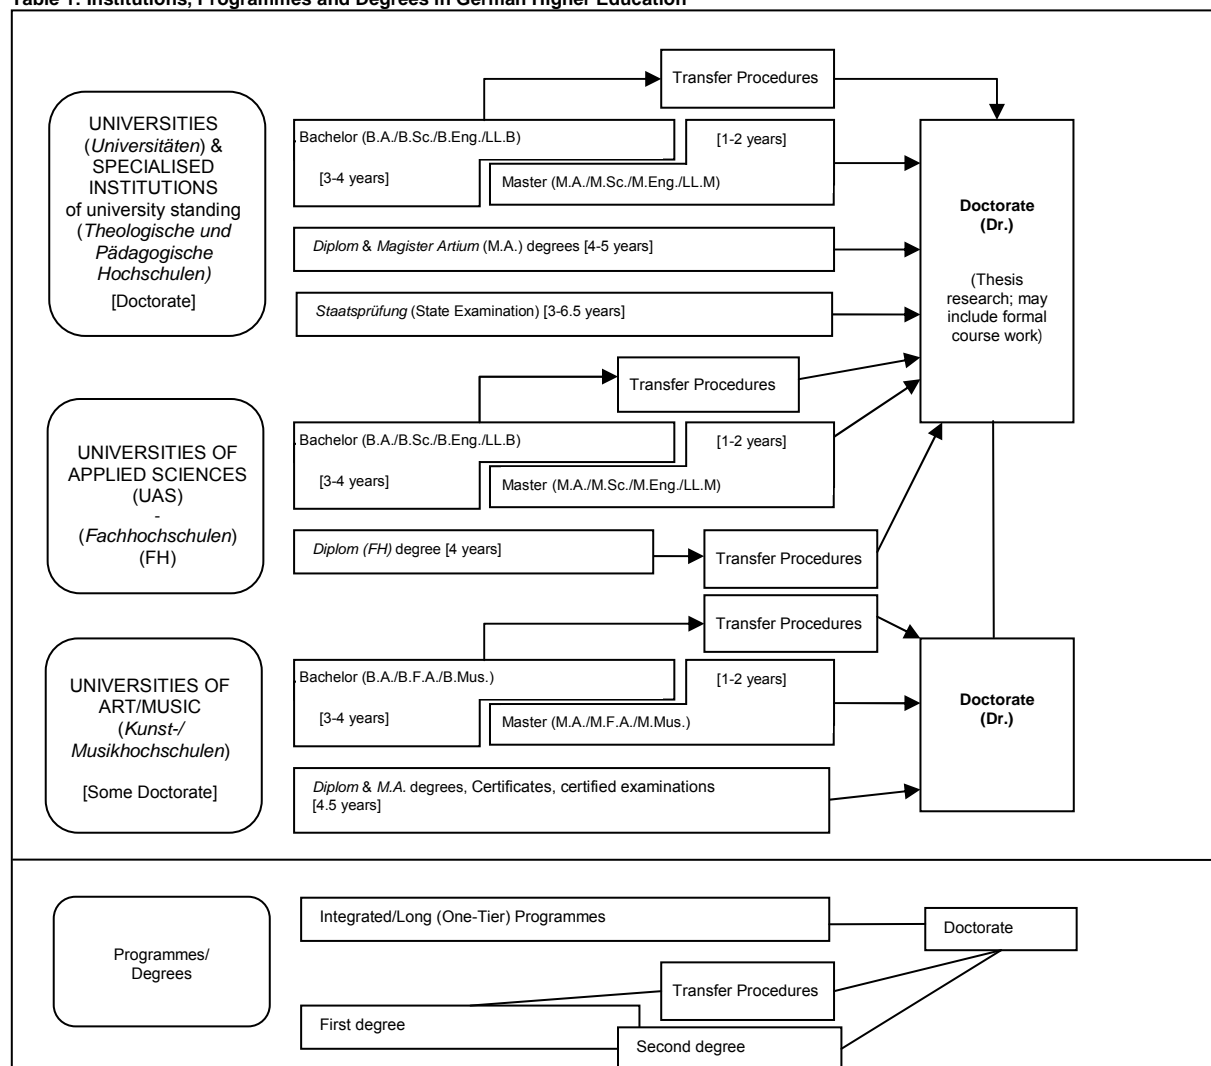 Table 1: Institutions, Programmes and Degrees in German Higher Education
Transfer Procedures
UNIVERSITIES
(Universitäten) &
SPECIALISED
INSTITUTIONS
of university standing
(Theologische und
Pädagogische
Hochschulen)
[Doctorate]
Bachelor (B.A./B.Sc./B.Eng./LL.B)
[3-4 years]
[1-2 years]
Master (M.A./M.Sc./M.Eng./LL.M)
Diplom & Magister Artium (M.A.) degrees [4-5 years]
Staatsprüfung (State Examination) [3-6.5 years]
Doctorate
(Dr.)
(Thesis
research; may
include formal
course work)
Transfer Procedures
UNIVERSITIES OF
APPLIED SCIENCES
(UAS)
-
(Fachhochschulen)
(FH)
Bachelor (B.A./B.Sc./B.Eng./LL.B)
[3-4 years]
[1-2 years]
Master (M.A./M.Sc./M.Eng./LL.M)
Diplom (FH) degree [4 years]
Transfer Procedures
Transfer Procedures
UNIVERSITIES OF
ART/MUSIC
(Kunst-/
Musikhochschulen)
[Some Doctorate]
Bachelor (B.A./B.F.A./B.Mus.)
[3-4 years]
[1-2 years]
Master (M.A./M.F.A./M.Mus.)
Diplom & M.A. degrees, Certificates, certified examinations
[4.5 years]
Doctorate
(Dr.)
Programmes/
Degrees
Integrated/Long (One-Tier) Programmes
Doctorate
Transfer Procedures
First degree
Second degree